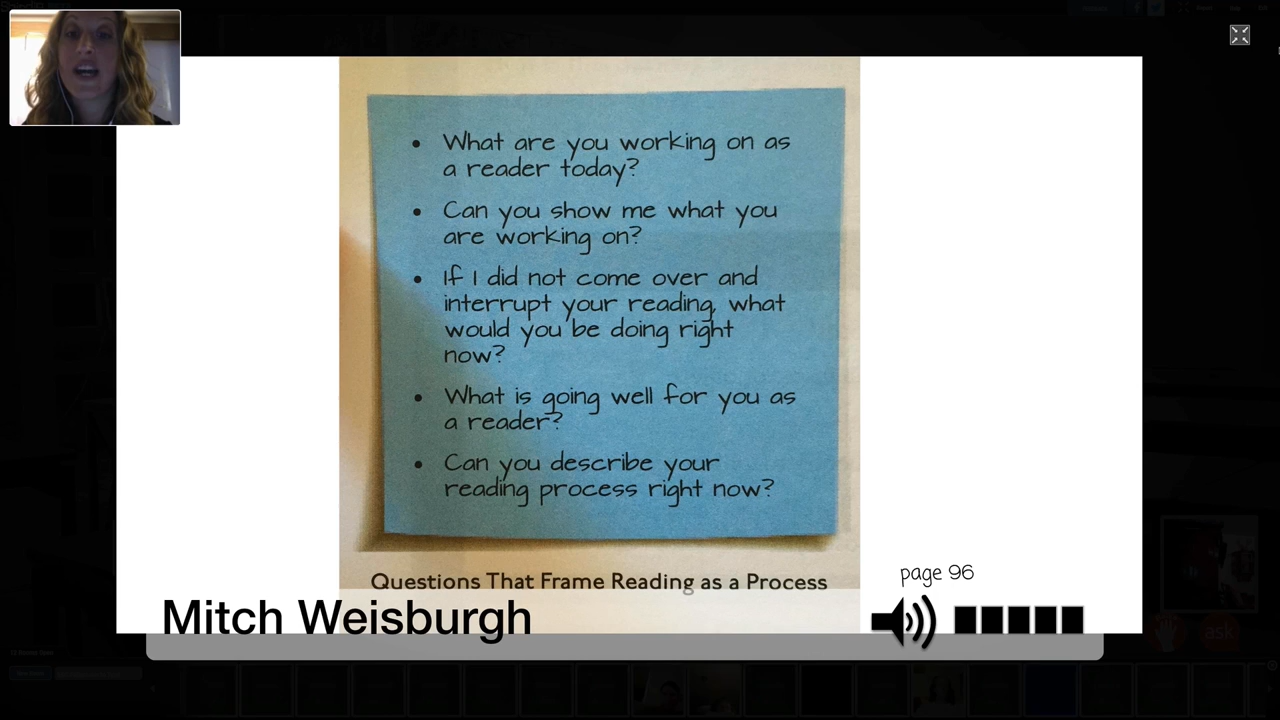 • What are you working on as
a reader today?
• Can you show me what you
are working on?
• If I did not come over and
interrupt your reading, what
would you be doing right
now?
• What is going well for you as
a reader?
• Can you describe your
reading process right now?
Questions That Frame Reading as a Process
page 96
Mitch Weisburgh
ask